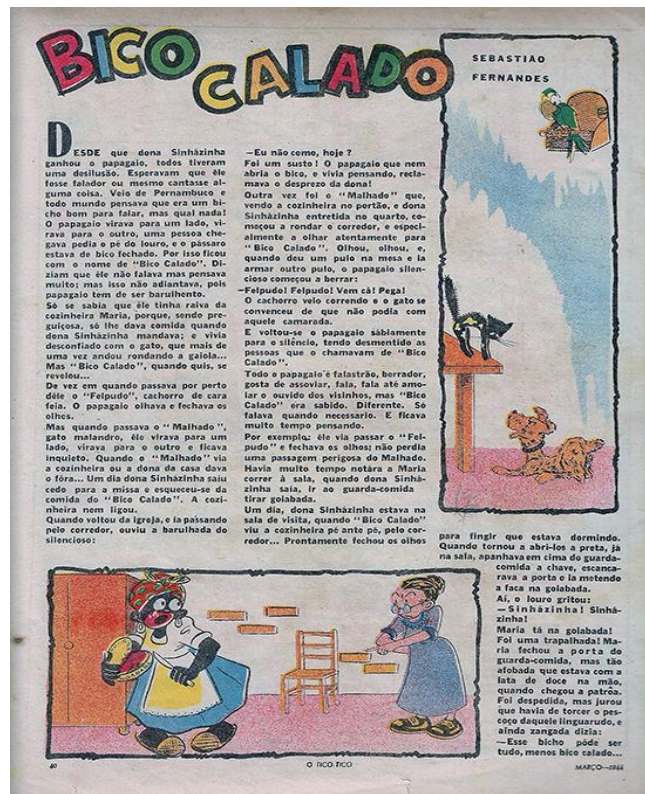 BICO
CALADO
SEBASTIÃO
FERNANDES
DESDE que dona Sinházinha
ganhou o papagaio, todos tiveram
uma desilusão. Esperavam que êle
fosse falador ou mesmo cantasse al-
guma coisa. Veio de Pernambuco e
todo mundo pensava que era um bi-
cho bom para falar, mas qual nada!
O papagaio virava para um lado, vi-
rava para o outro, uma pessoa che-
gava pedia o pé do louro, e o pássaro
estava de bico fechado. Por isso ficou
com o nome de "Bico Calado". Di-
ziam que êle não falava mas pensava
muito; mas isso não adiantava, pois
papagaio tem de ser barulhento.
Só se sabia que êle tinha raiva da
cozinheira Maria, porque, sendo pre-
guiçosa, só lhe dava comida quando
dona Sinházinha mandava; e vivia
desconfiado com o gato, que mais de
uma vez andou rondando a gaiola...
Mas "Bico Calado", quando quis, se
revelou...
De vez em quando passava por perto
dêle o "Felpudo", cachorro de cara
feia. O papagaio olhava e fechava os
olhos.
Mas quando passava o "Malhado",
gato malandro, êle virava para um
lado, virava para o outro e ficava
inquieto. Quando o "Malhado" via
a cozinheira ou a dona da casa dava
o fóra... Um dia dona Sinházinha saíu
cedo para a missa e esqueceu-se da
comida do "Bico Calado". A cozi-
nheira nem ligou.
Quando voltou da igreja, e ia passando
pelo corredor, ouviu a barulhada do
silencioso:
—Eu não como, hoje ?
Foi um susto! O papagaio que nem
abria o bico, e vivia pensando, recla-
mava o desprezo da dona!
Outra vez foi o "Malhado" que,
vendo a cozinheira no portão, e dona
Sinházinha entretida no quarto, co-
meçou a rondar o corredor, e especi-
almente a olhar atentamente para
"Bico Calado". Olhou, olhou, e,
quando deu um pulo na mesa e ia
armar outro pulo, o papagaio silen-
cioso começou a berrar:
—Felpudo! Felpudo! Vem cá! Pega!
O cachorro veio correndo e o gato se
convenceu de que não podia com
aquele camarada.
E voltou-se o papagaio sàbiamente
para o silêncio, tendo desmentido as
pessoas que o chamavam de "Bico
Calado".
Todo o papagaio é falastrão, berrador,
gosta de assoviar, fala, fala até amo-
lar o ouvido dos visinhos, mas "Bico
Calado" éra sabido. Diferente. Só
falava quando necessario. E ficava
muito tempo pensando.
Por exemplo: êle via passar o "Fel-
pudo" e fechava os olhos; não perdia
uma passagem perigosa do Malhado.
Havia muito tempo notára a Maria
correr à sala, quando dona Sinhá-
zinha saía, ir ao guarda-comida
tirar goiabada.
Um dia, dona Sinházinha estava na
sala de visita, quando "Bico Calado"
viu a cozinheira pé ante pé, pelo cor-
redor... Prontamente fechou os olhos
para fingir que estava dormindo.
Quando tornou a abri-los a preta, já
na sala, apanhava em cima do guarda-
comida a chave, escanca-
rava a porta e ia metendo
a faca na goiabada.
Aí, o louro gritou:
—Sinházinha! Sinhá-
zinha!
Maria tá na goiabada!
Foi uma trapalhada! Ma-
ria fechou a porta do
guarda-comida, mas tão
afobada que estava com a
lata de doce na mão,
quando chegou a patrôa.
Foi despedida, mas jurou
que havia de torcer o pes-
coço daquele linguarudo, e
aínda zangada dizia:
—Esse bicho póde ser
tudo, menos bico calado...
40
O TICO TICO